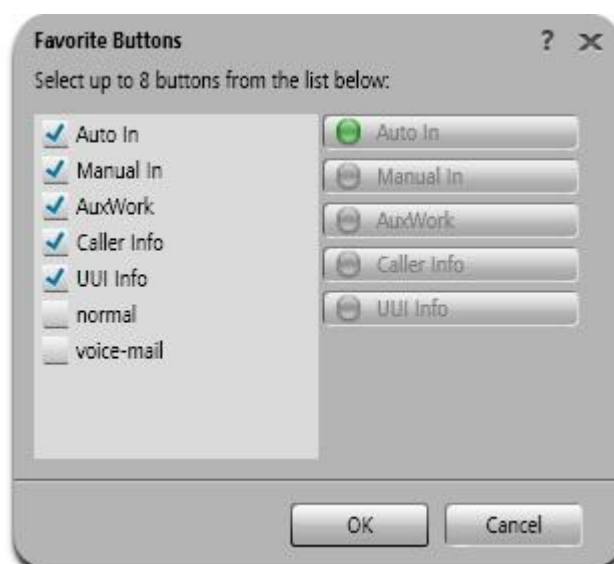 Favorite Buttons ?
Select up to 8 buttons from the list below:
Auto In
Manual In
AuxWork
Caller Info
UUI Info
normal
voice-mail
Auto In
Manual In
AuxWork
Caller Info
UUI Info
OK Cancel